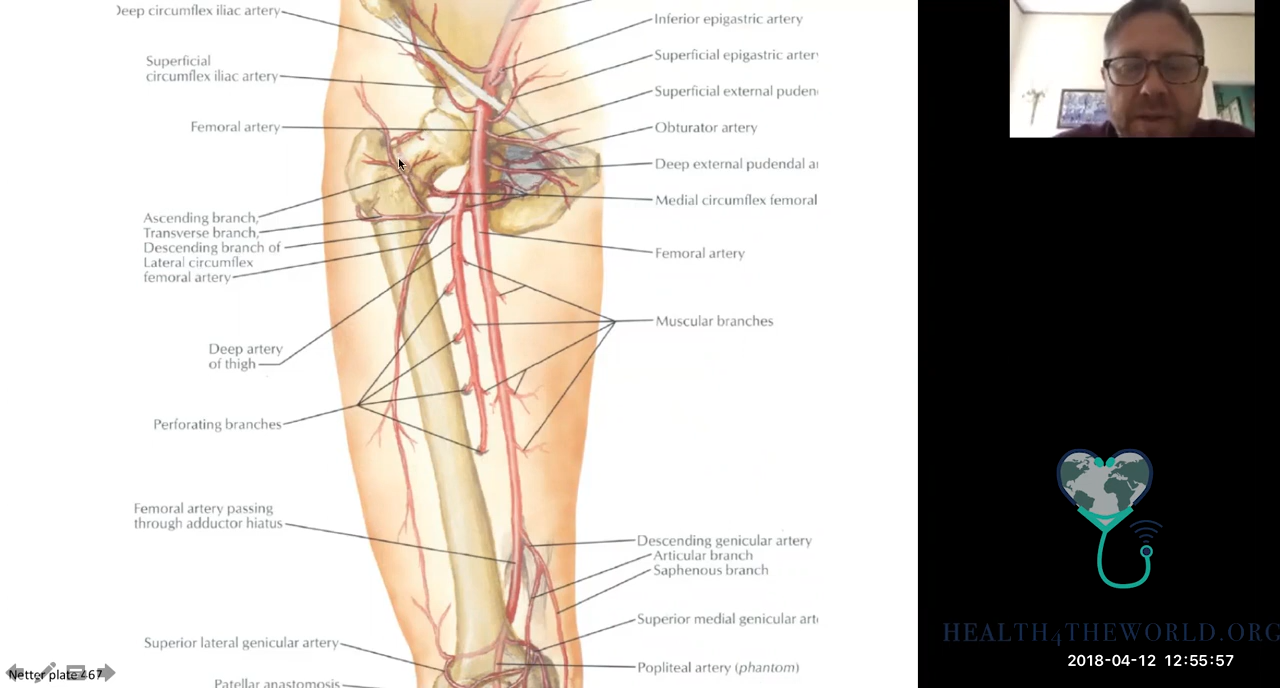 Deep circumflex iliac artery
Superficial
circumflex iliac artery
Femoral artery
Ascending branch,
Transverse branch,
Descending branch of
Lateral circumflex
femoral artery
Deep artery
of thigh
Perforating branches
Femoral artery passing
through adductor hiatus
Superior lateral genicular artery
Patellar anastomosis
Netter plate 467
Inferior epigastric artery
Superficial epigastric artery
Superficial external puden
Obturator artery
Deep external pudendal ar
Medial circumflex femoral
Femoral artery
Muscular branches
Descending genicular artery
Articular branch
Saphenous branch
Superior medial genicular arte
Popliteal artery (phantom)
HEALTH4THEWORLD.ORG
2018-04-12 12:55:57